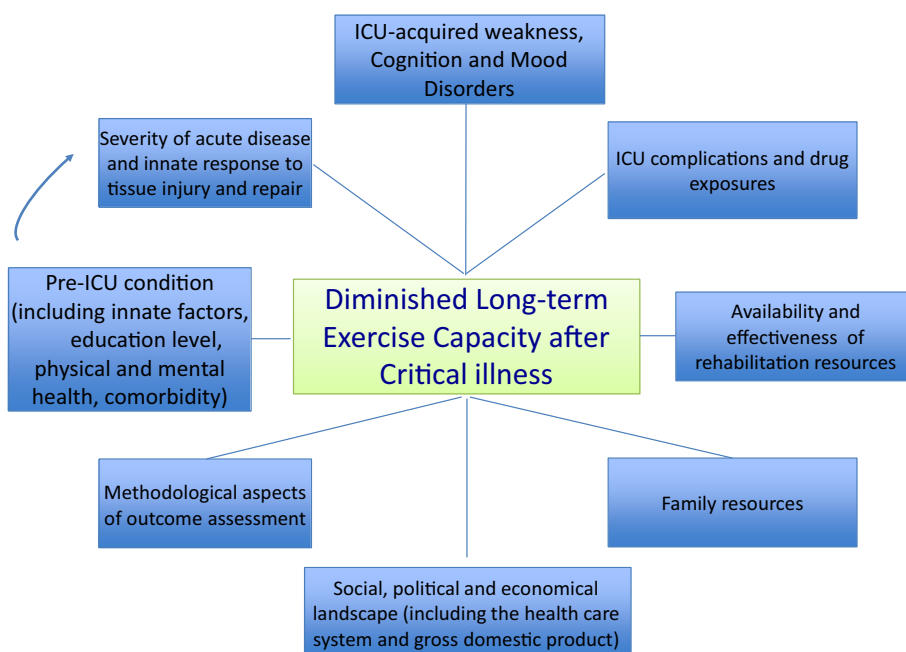 ICU-acquired weakness,
Cognition and Mood
Disorders
Severity of acute disease
and innate response to
tissue injury and repair
ICU complications and drug
exposures
Pre-ICU condition
(including innate factors,
education level,
physical and mental
health, comorbidity)
Diminished Long-term
Exercise Capacity after
Critical illness
Availability and
effectiveness of
rehabilitation resources
Methodological aspects
of outcome assessment
Family resources
Social, political and economical
landscape (including the health care
system and gross domestic product)